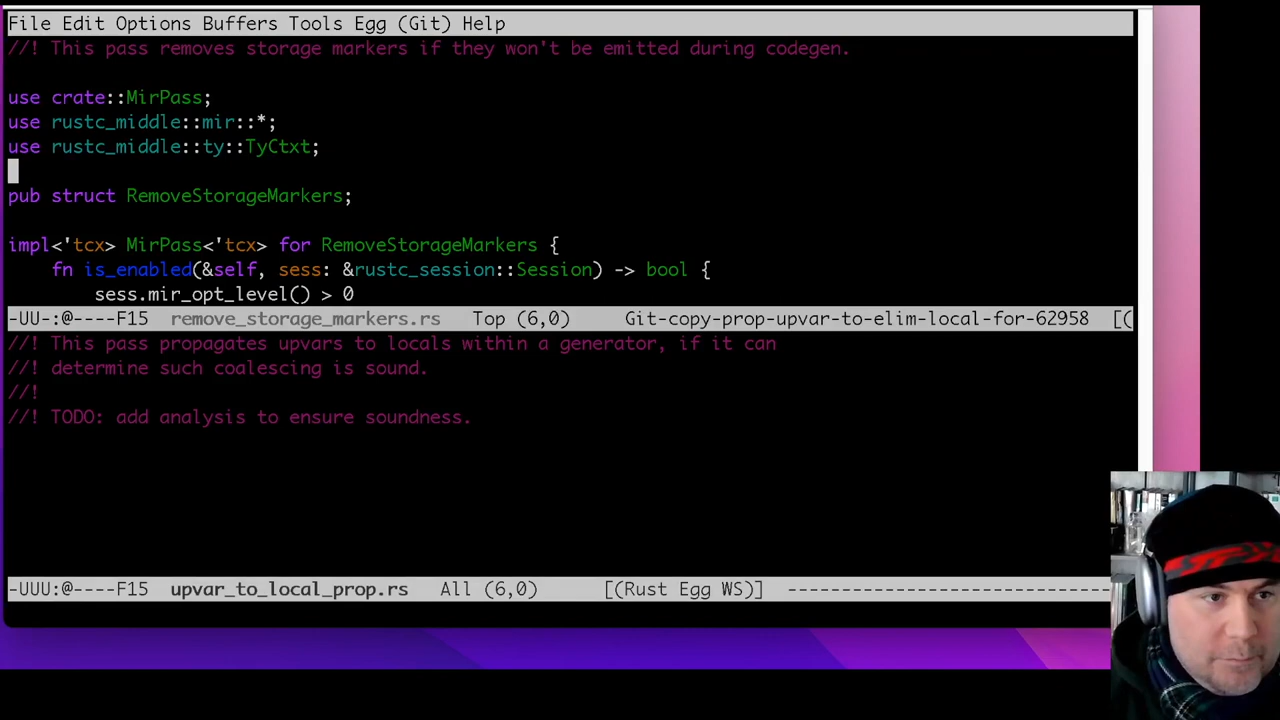 File Edit Options Buffers Tools Egg (Git) Help
//! This pass removes storage markers if they won't be emitted during codegen.
use crate::MirPass;
use rustc_middle::mir::*;
use rustc_middle::ty::TyCtxt;
pub struct RemoveStorageMarkers;
impl<'tcx> MirPass<'tcx> for RemoveStorageMarkers {
    fn is_enabled(&self, sess: &rustc_session::Session) -> bool {
        sess.mir_opt_level() > 0
-UU-:@----F15  remove_storage_markers.rs   Top (6,0)     Git-copy-prop-upvar-to-elim-local-for-62958  [(
//! This pass propagates upvars to locals within a generator, if it can
//! determine such coalescing is sound.
//!
//! TODO: add analysis to ensure soundness.
-UUU:@----F15  upvar_to_local_prop.rs   All (6,0)      [(Rust Egg WS)]  ------------------------------